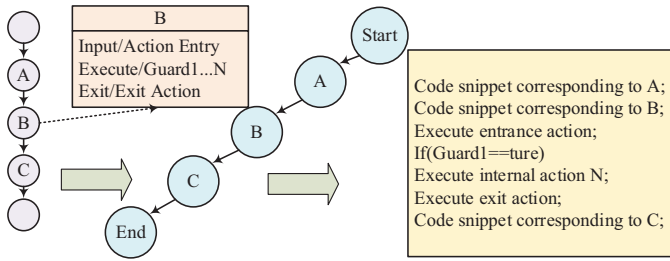 A
B
C
B
Input/Action Entry
Execute/Guard1...N
Exit/Exit Action
Start
A
B
C
End
Code snippet corresponding to A;
Code snippet corresponding to B;
Execute entrance action;
If(Guard1==ture)
Execute internal action N;
Execute exit action;
Code snippet corresponding to C;